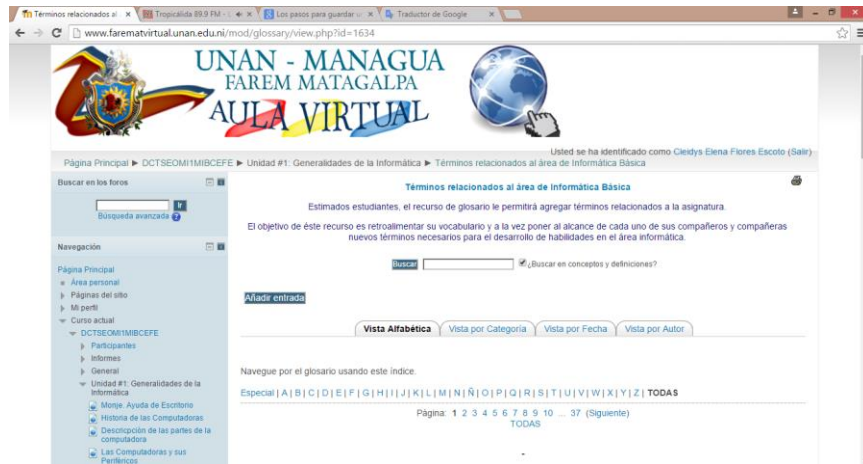 Términos relacionados al
Tropicálida 89.9 FM - L
Los pasos para guardar u
Traductor de Google
www.farematvirtual.unan.edu.ni/mod/glossary/view.php?id=1634
UNAN - MANAGUA
FAREM MATAGALPA
AULA VIRTUAL
Usted se ha identificado como Cleidys Elena Flores Escoto (Salir)
Página Principal ► DCTSEOMI1MIBCEFE ► Unidad #1: Generalidades de la Informática ► Términos relacionados al área de Informática Básica
Buscar en los foros
Ir
Búsqueda avanzada
Navegación
Página Principal
Área personal
Páginas del sitio
Mi perfil
Curso actual
DCTSEOMI1MIBCEFE
Participantes
Informes
General
Unidad #1: Generalidades de la
Informática
Monje. Ayuda de Escritorio
Historia de las Computadoras
Descricpción de las partes de la
computadora
Las Computadoras y sus
Periféricos
Términos relacionados al área de Informática Básica
Estimados estudiantes, el recurso de glosario le permitirá agregar términos relacionados a la asignatura.
El objetivo de éste recurso es retroalimentar su vocabulario y a la vez poner al alcance de cada uno de sus compañeros y compañeras
nuevos términos necesarios para el desarrollo de habilidades en el área informática.
Buscar ¿Buscar en conceptos y definiciones?
Añadir entrada
Vista Alfabética Vista por Categoría Vista por Fecha Vista por Autor
Navegue por el glosario usando este índice.
Especial | A | B | C | D | E | F | G | H | I | J | K | L | M | N | Ñ | O | P | Q | R | S | T | U | V | W | X | Y | Z | TODAS
Página: 1 2 3 4 5 6 7 8 9 10 ... 37 (Siguiente)
TODAS
-